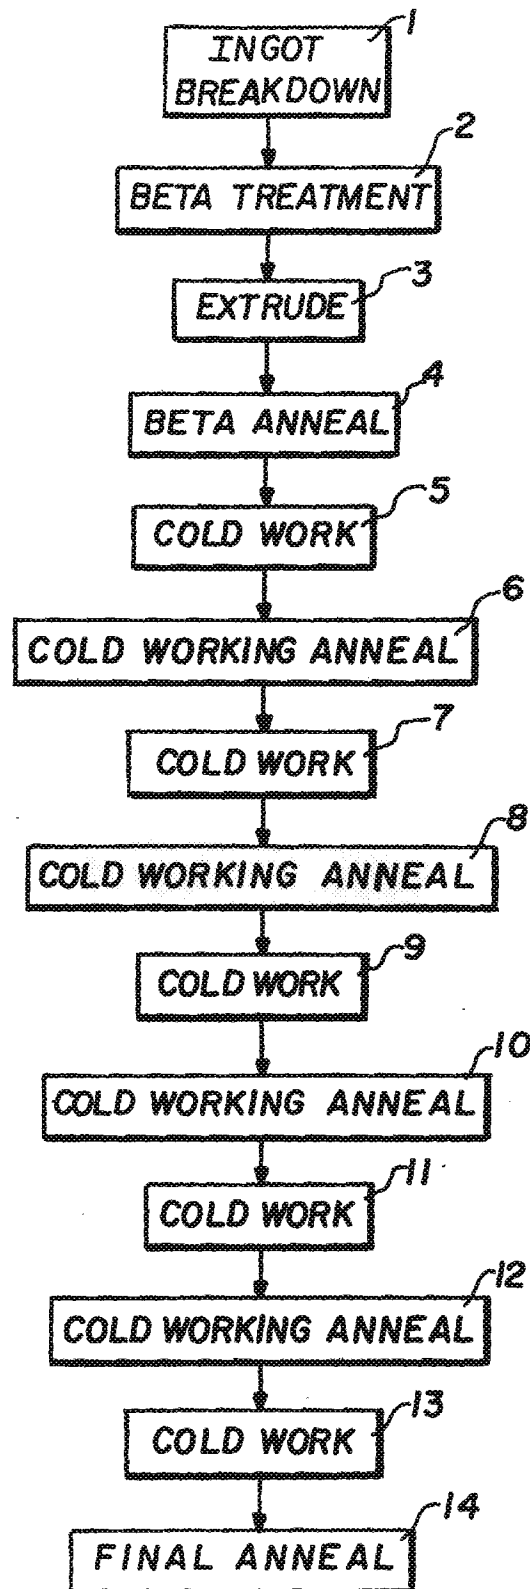 1
INGOT
BREAKDOWN
2
BETA TREATMENT
3
EXTRUDE
4
BETA ANNEAL
5
COLD WORK
6
COLD WORKING ANNEAL
7
COLD WORK
8
COLD WORKING ANNEAL
9
COLD WORK
10
COLD WORKING ANNEAL
11
COLD WORK
12
COLD WORKING ANNEAL
13
COLD WORK
14
FINAL ANNEAL